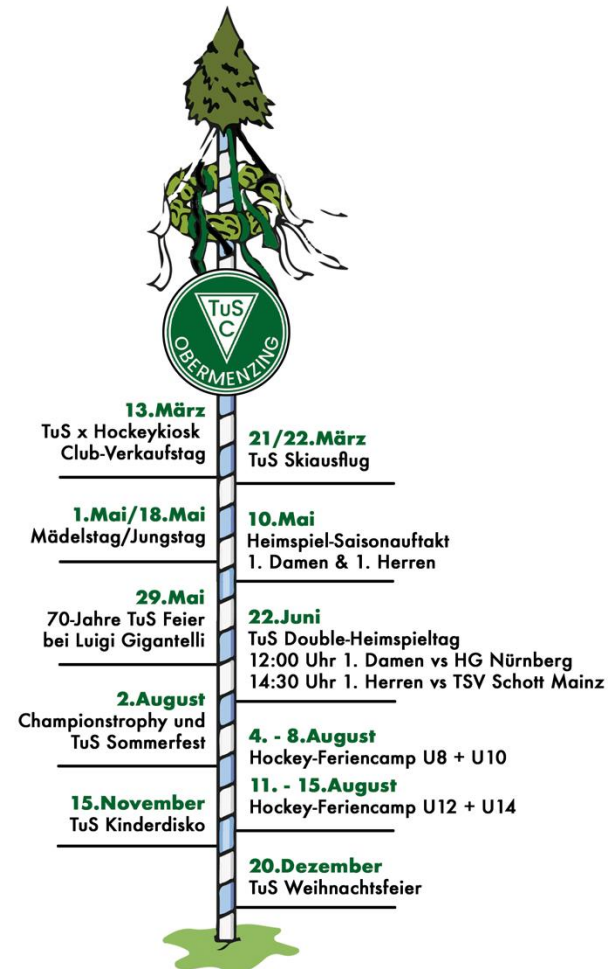 TuS
C
OBERMENZING
13.März
TuS x Hockeykiosk
Club-Verkaufstag
21/22.März
TuS Skiausflug
1.Mai/18.Mai
Mädelstag/Jungstag
10.Mai
Heimspiel-Saisonauftakt
1. Damen & 1. Herren
29.Mai
70-Jahre TuS Feier
bei Luigi Gigantelli
22.Juni
TuS Double-Heimspieltag
12:00 Uhr 1. Damen vs HG Nürnberg
14:30 Uhr 1. Herren vs TSV Schott Mainz
2.August
Championstrophy und
TuS Sommerfest
4. - 8.August
Hockey-Feriencamp U8 + U10
11. - 15.August
Hockey-Feriencamp U12 + U14
15.November
TuS Kinderdisko
20.Dezember
TuS Weihnachtsfeier